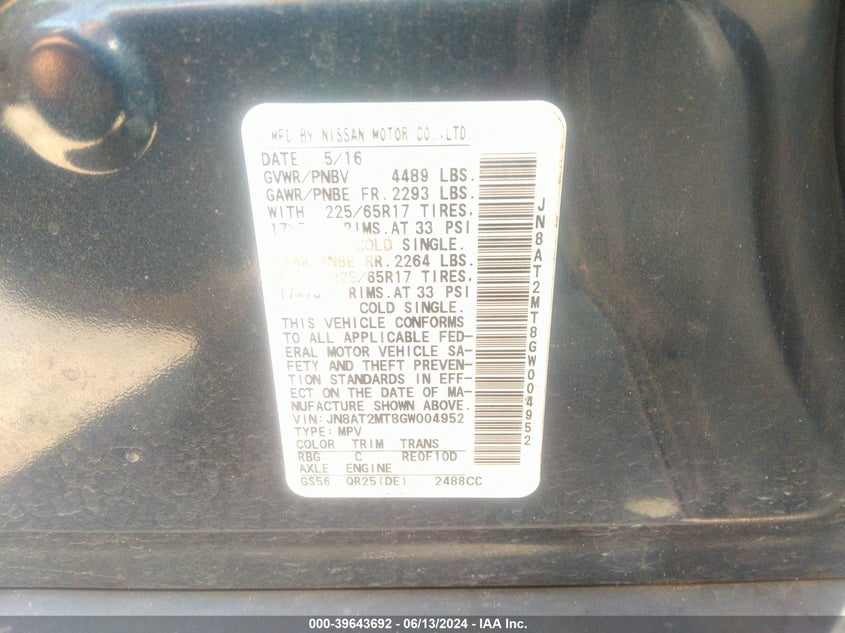 MFD BY NISSAN MOTOR CO.,LTD.
DATE 5/16
GVWR/PNBV 4489 LBS.
GAWR/PNBE FR. 2293 LBS.
WITH 225/65R17 TIRES,
RIMS. AT 33 PSI
COLD SINGLE.
GAWR/PNBE RR. 2264 LBS.
225/65R17 TIRES,
RIMS. AT 33 PSI
COLD SINGLE.
THIS VEHICLE CONFORMS
TO ALL APPLICABLE FED-
ERAL MOTOR VEHICLE SA-
FETY AND THEFT PREVEN-
TION STANDARDS IN EFF-
ECT ON THE DATE OF MA-
NUFACTURE SHOWN ABOVE.
VIN: JN8AT2MT8GW004952
TYPE: MPV
COLOR TRIM TRANS
RBG C RE0F10D
AXLE ENGINE
GS56 QR25(DE) 2488CC
JN8AT2MT8GW004952
000-39643692 - 06/13/2024 - IAA Inc.